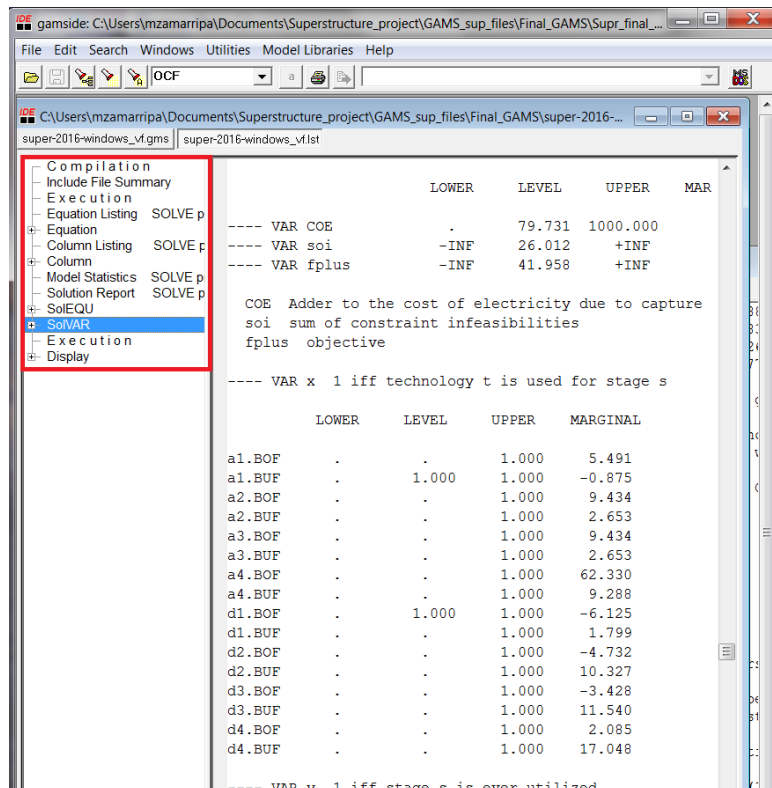 IDE gamside: C:\Users\mzamarripa\Documents\Superstructure_project\GAMS_sup_files\Final_GAMS\Supr_final_...
File Edit Search Windows Utilities Model Libraries Help
OCF a
IDE C:\Users\mzamarripa\Documents\Superstructure_project\GAMS_sup_files\Final_GAMS\super-2016-...
super-2016-windows_vf.gms super-2016-windows_vf.lst
Compilation
Include File Summary
Execution
Equation Listing SOLVE p
Equation
Column Listing SOLVE p
Column
Model Statistics SOLVE p
Solution Report SOLVE p
SolEQU
SolVAR
Execution
Display
LOWER LEVEL UPPER MAR
---- VAR COE . 79.731 1000.000
---- VAR soi -INF 26.012 +INF
---- VAR fplus -INF 41.958 +INF
COE Adder to the cost of electricity due to capture
soi sum of constraint infeasibilities
fplus objective
---- VAR x 1 iff technology t is used for stage s
LOWER LEVEL UPPER MARGINAL
a1.BOF . . 1.000 5.491
a1.BUF . 1.000 1.000 -0.875
a2.BOF . . 1.000 9.434
a2.BUF . . 1.000 2.653
a3.BOF . . 1.000 9.434
a3.BUF . . 1.000 2.653
a4.BOF . . 1.000 62.330
a4.BUF . . 1.000 9.288
d1.BOF . 1.000 1.000 -6.125
d1.BUF . . 1.000 1.799
d2.BOF . . 1.000 -4.732
d2.BUF . . 1.000 10.327
d3.BOF . . 1.000 -3.428
d3.BUF . . 1.000 11.540
d4.BOF . . 1.000 2.085
d4.BUF . . 1.000 17.048
---- VAR y 1 iff stage s is ever utilized